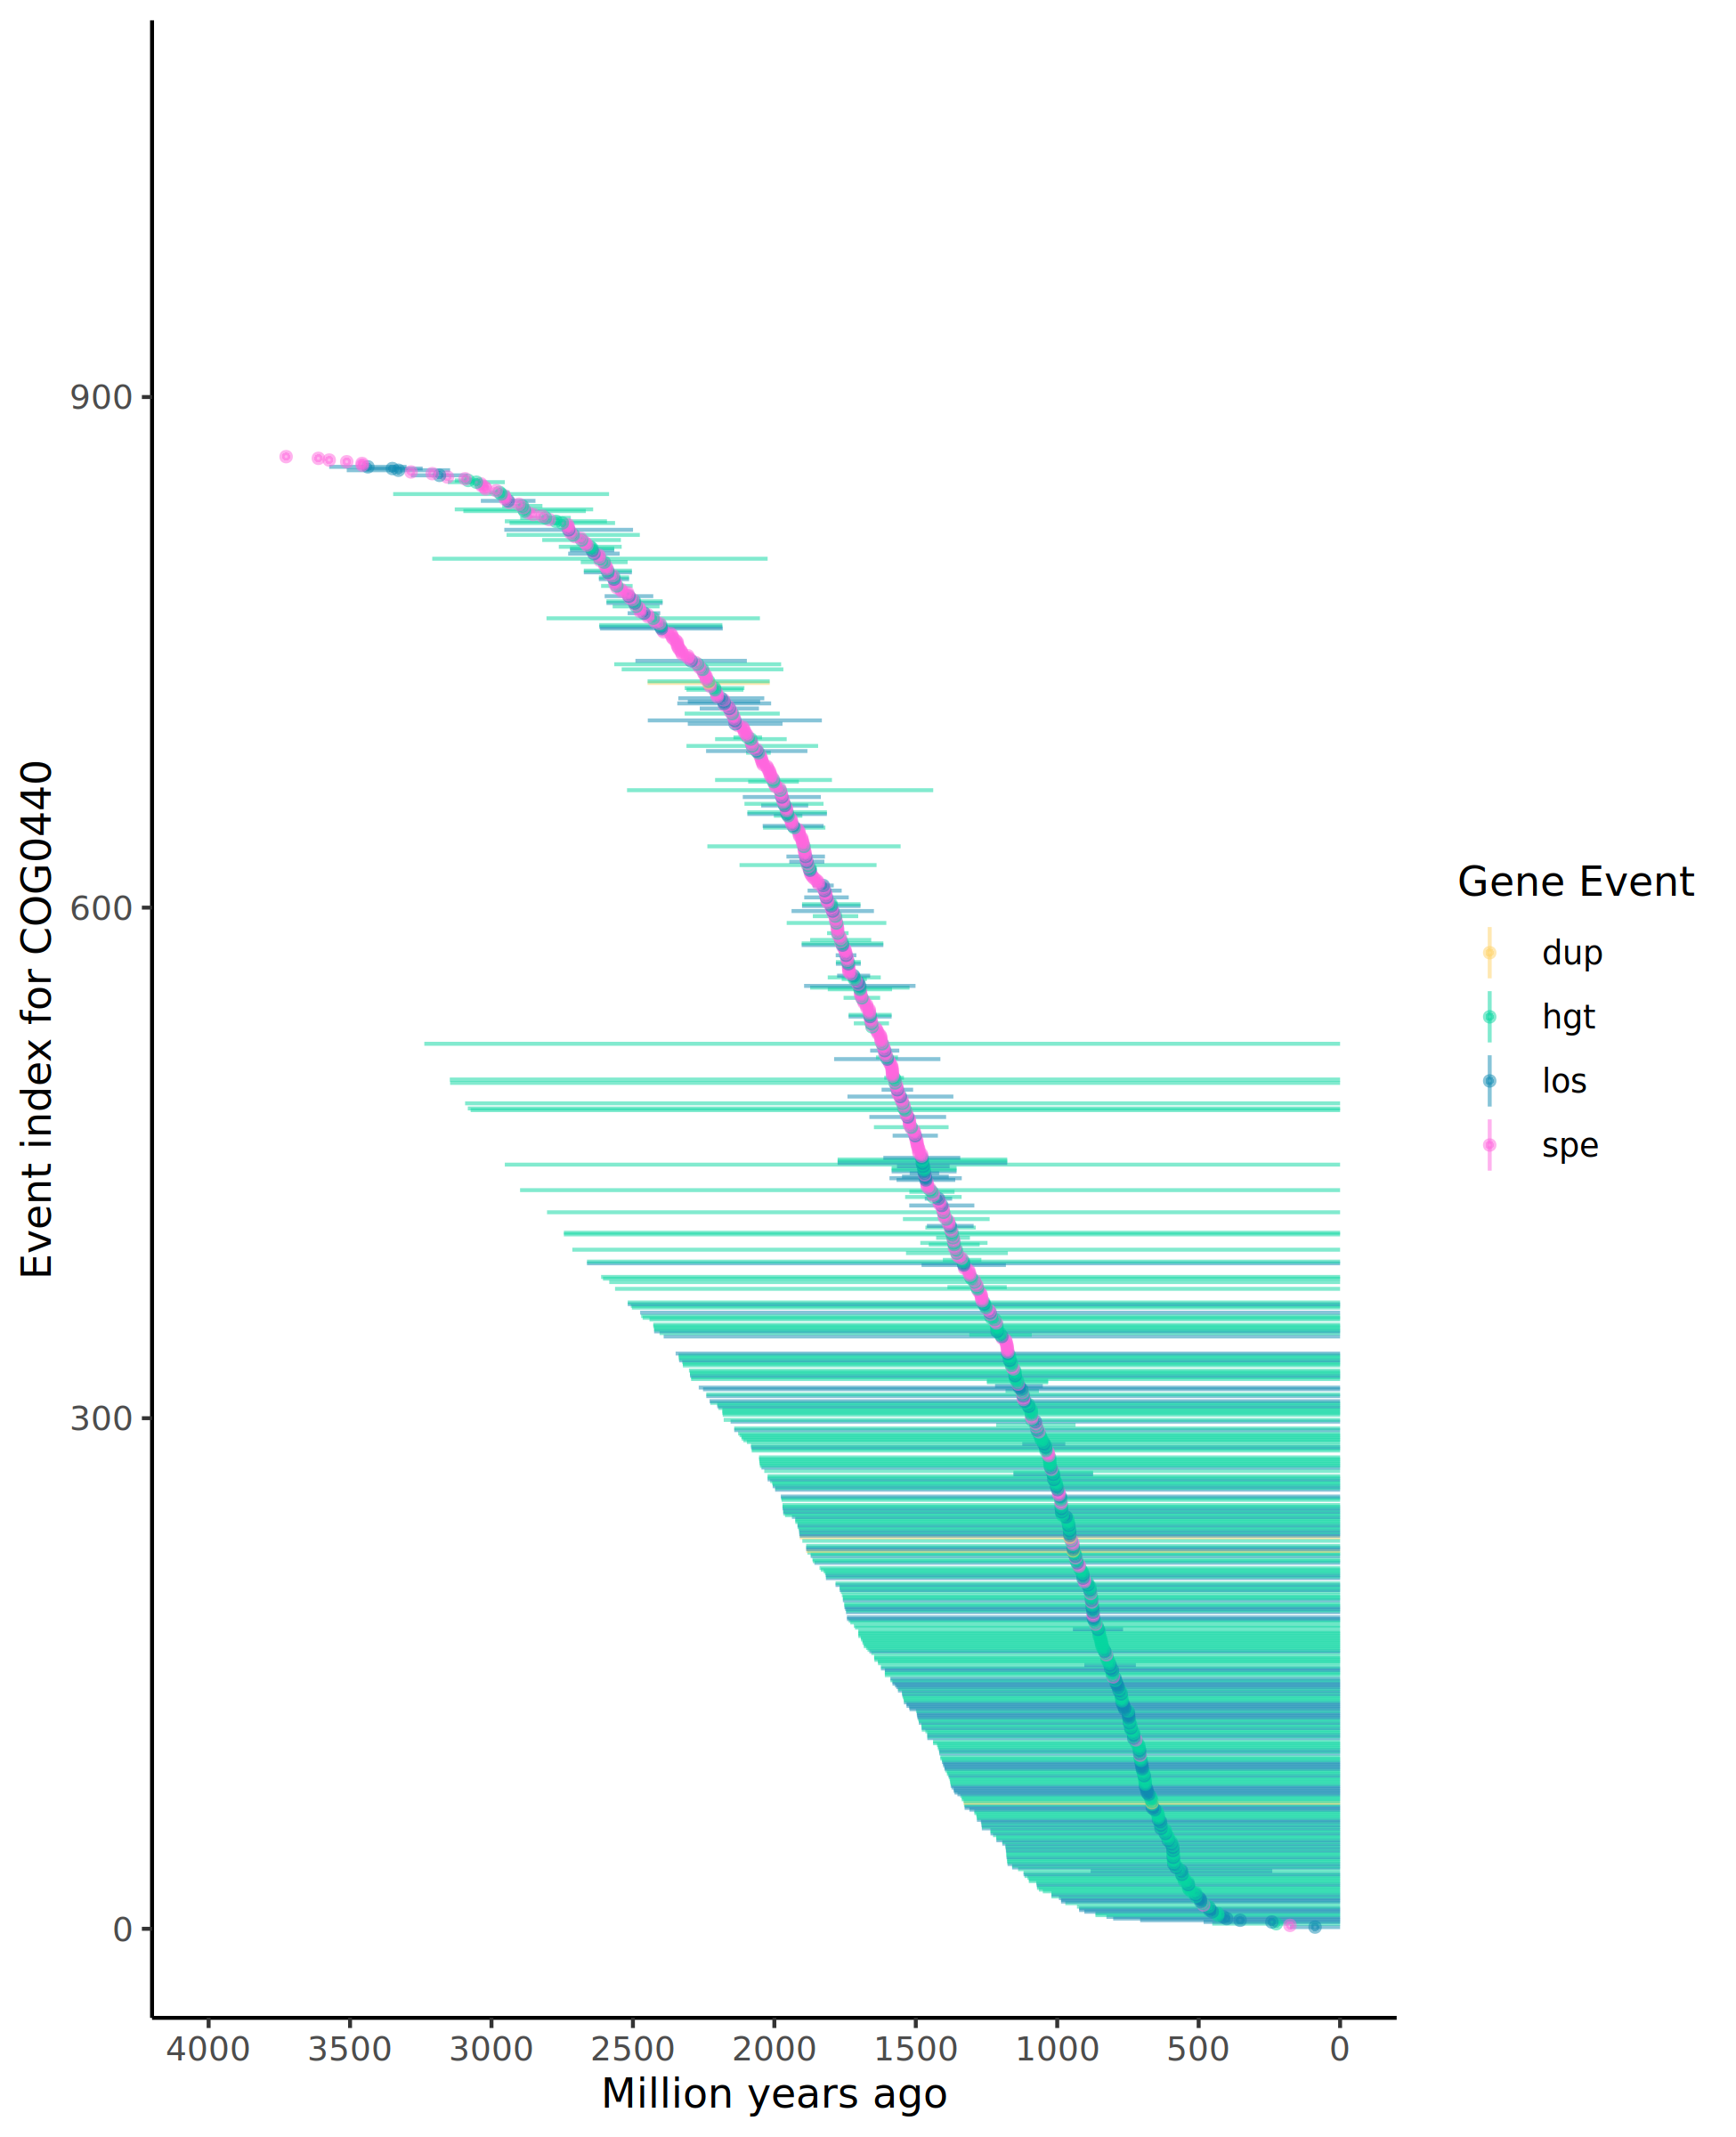 900
600
300
0
Event index for COG0440
4000 3500 3000 2500 2000 1500 1000 500 0
Million years ago
Gene Event
dup
hgt
los
spe